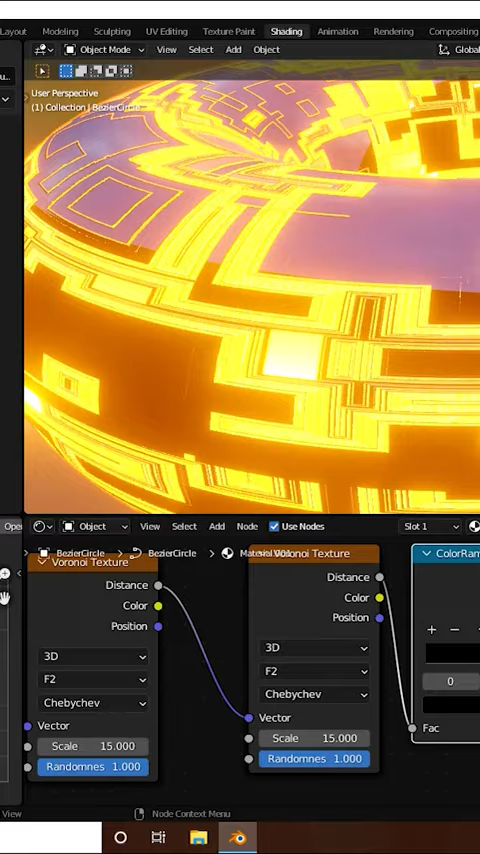 Layout Modeling Sculpting UV Editing Texture Paint Shading Animation Rendering Compositing
Object Mode View Select Add Object Global
User Perspective
(1) Collection | BezierCircle
Object View Select Add Node Use Nodes Slot 1
BezierCircle BezierCircle
Voronoi Texture
Voronoi Texture
ColorRam
Distance
Distance
Color
Color
Position
Position
3D
3D
F2
F2
0
Chebychev
Chebychev
Vector
Vector
Fac
Scale 15.000
Scale 15.000
Randomnes 1.000
Randomnes 1.000
View
Node Context Menu